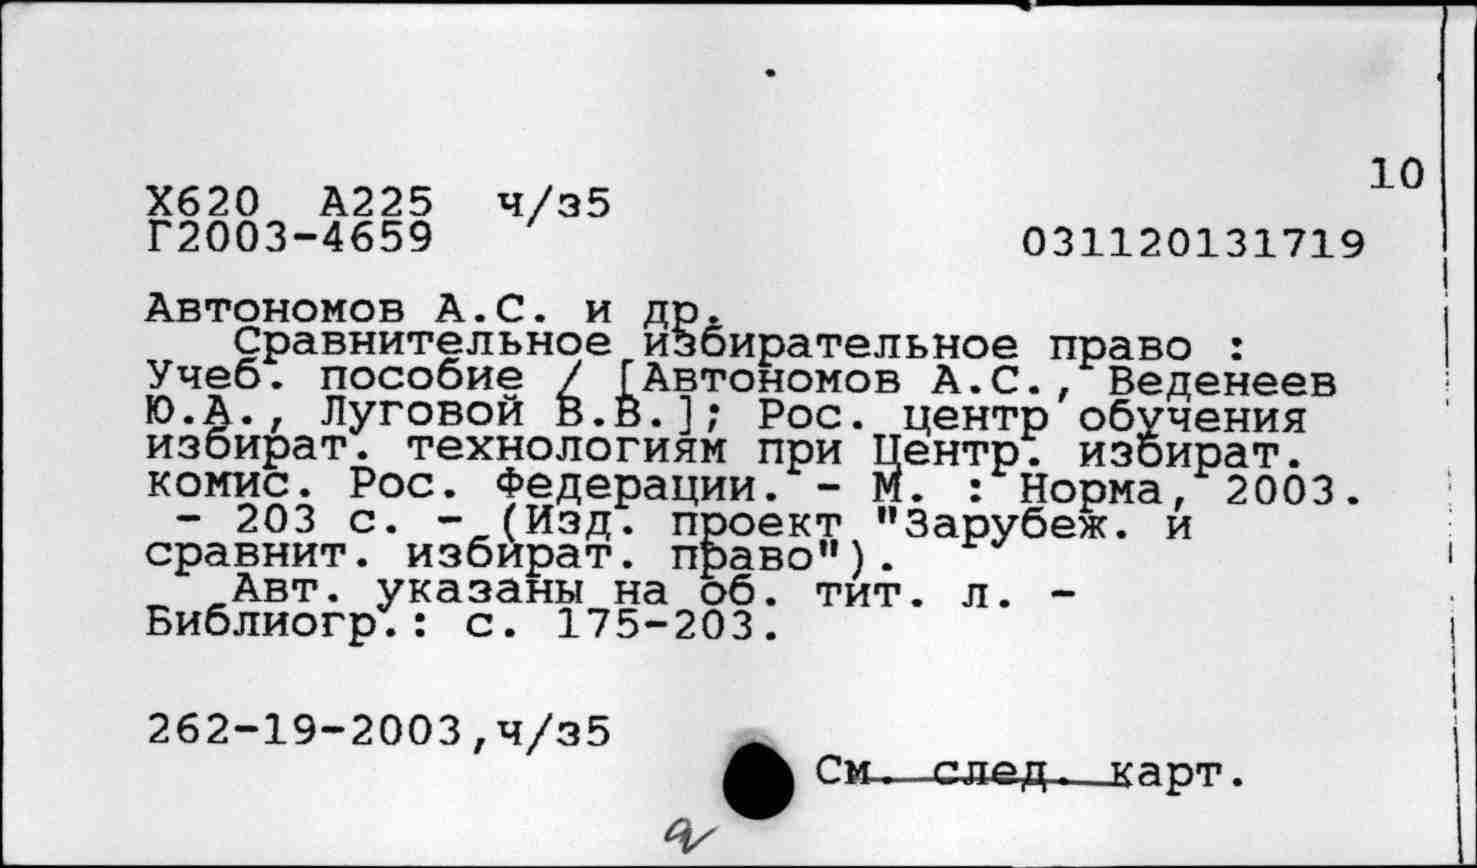 10
Х620 А225 ч/з5
Г2003-4659 031120131719
Автономов А.С. и др.
Сравнительное избирательное право :
Учеб. пособие / [Автономов А.С., Веденеев
Ю.А., Луговой В.В.]; Рос. центр обучения
избират. технологиям при Центр. избират.
комис. Рос. Федерации. - М. : Норма, 2003.
- 203 с. - (Изд. проект "Зарубеж. и
сравнит. избират. право").
Авт. указаны на об. тит. л. -
Библиогр.: с. 175-203.
262-19-2003,ч/з5
См. след. карт.